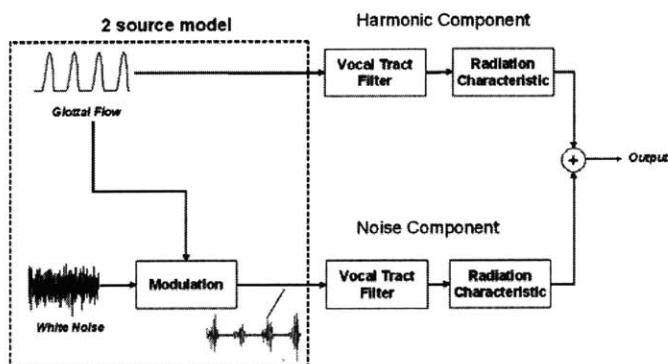 2 source model
Harmonic Component
Glottal Flow
Vocal Tract
Filter
Radiation
Characteristic
+
Output
Noise Component
White Noise
Modulation
Vocal Tract
Filter
Radiation
Characteristic